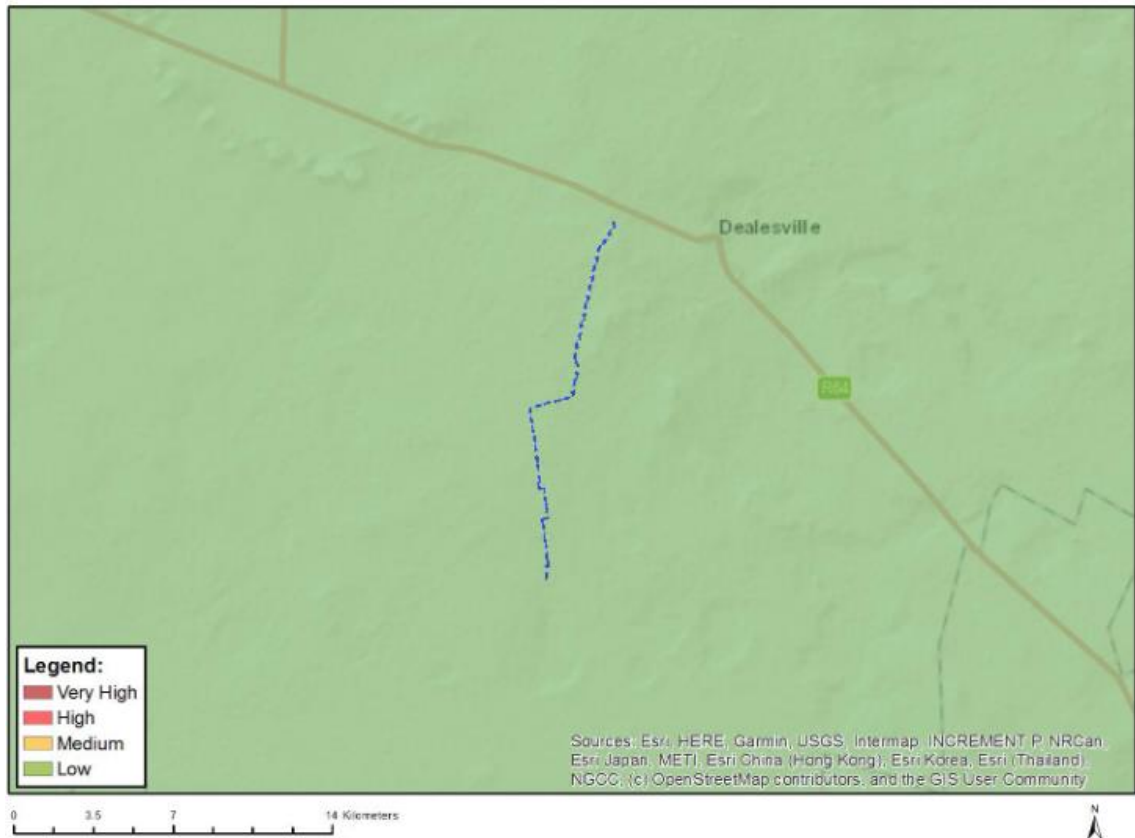 Dealesville
R64
Legend:
Very High
High
Medium
Low
Sources: Esri, HERE, Garmin, USGS, Intermap, INCREMENT P, NRCan,
Esri Japan, METI, Esri China (Hong Kong), Esri Korea, Esri (Thailand),
NGCC, (c) OpenStreetMap contributors, and the GIS User Community
0 3.5 7 14 Kilometers
N